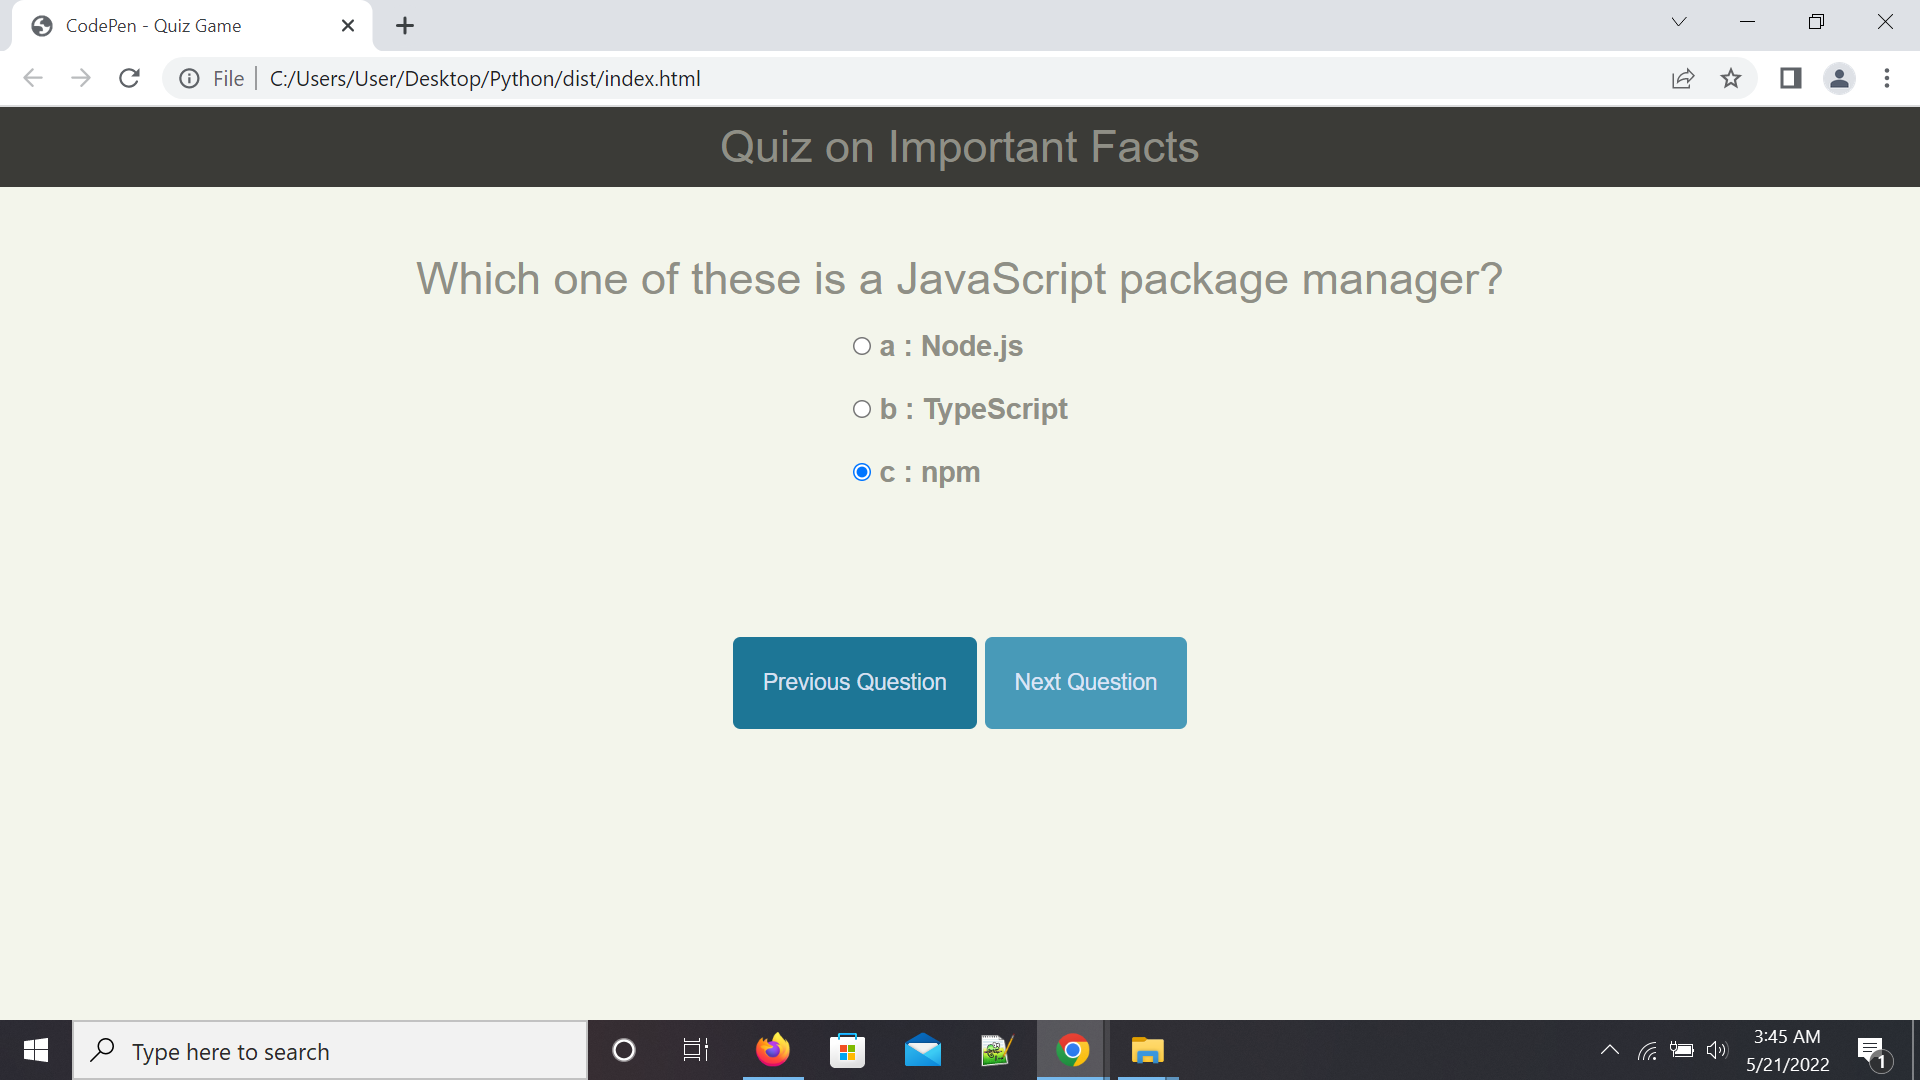 CodePen - Quiz Game
File
C:/Users/User/Desktop/Python/dist/index.html
Quiz on Important Facts
Which one of these is a JavaScript package manager?
a : Node.js
b : TypeScript
c : npm
Previous Question
Next Question
Type here to search
3:45 AM
5/21/2022
1